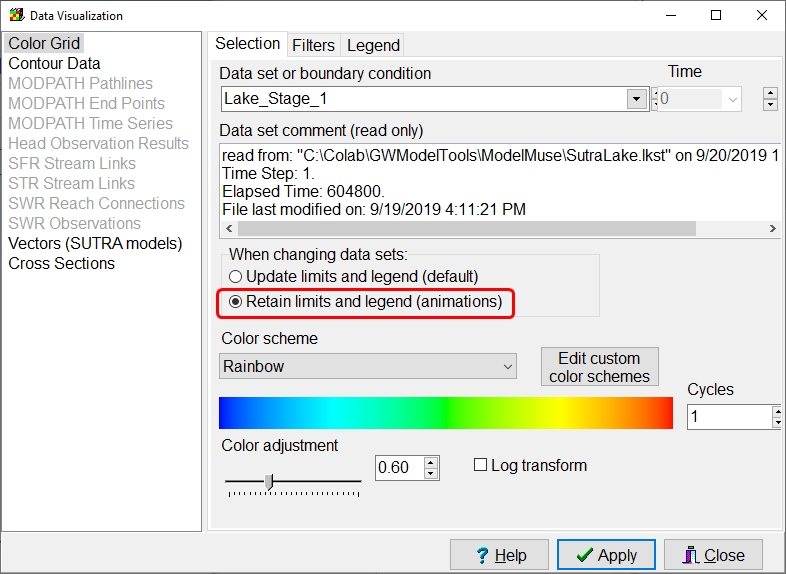 Data Visualization
Color Grid
Contour Data
MODPATH Pathlines
MODPATH End Points
MODPATH Time Series
Head Observation Results
SFR Stream Links
STR Stream Links
SWR Reach Connections
SWR Observations
Vectors (SUTRA models)
Cross Sections
Selection Filters Legend
Data set or boundary condition Time
Lake_Stage_1 0
Data set comment (read only)
read from: "C:\Colab\GWModelTools\ModelMuse\SutraLake.lkst" on 9/20/2019 1
Time Step: 1.
Elapsed Time: 604800.
File last modified on: 9/19/2019 4:11:21 PM
When changing data sets:
Update limits and legend (default)
Retain limits and legend (animations)
Color scheme
Rainbow
Edit custom
color schemes
Cycles
1
Color adjustment
0.60
Log transform
Help Apply Close